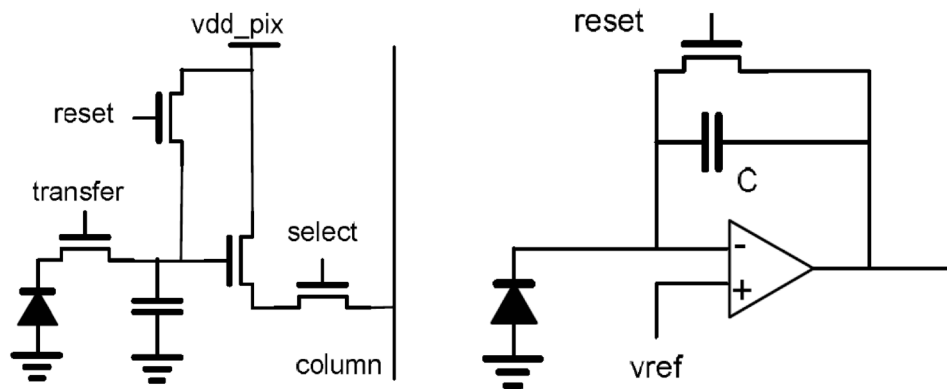 vdd_pix
reset
transfer
select
column
reset
C
-
+
vref